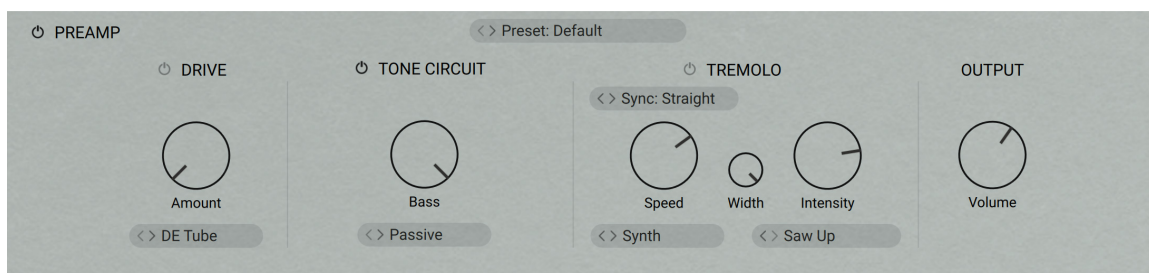 PREAMP
Preset: Default
DRIVE
TONE CIRCUIT
TREMOLO
OUTPUT
Sync: Straight
Amount
Bass
Speed
Width
Intensity
Volume
DE Tube
Passive
Synth
Saw Up